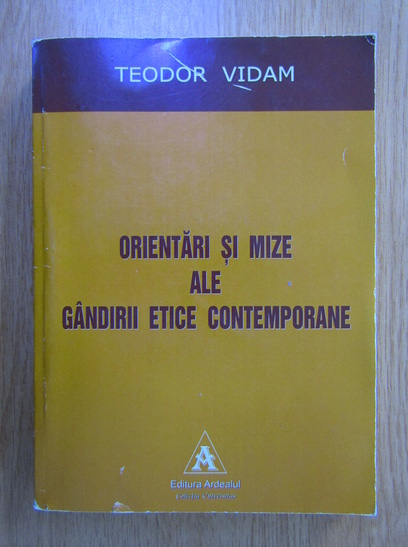 TEODOR VIDAM
ORIENTĂRI ȘI MIZE
ALE
GÂNDIRII ETICE CONTEMPORANE
A
Editura Ardealul